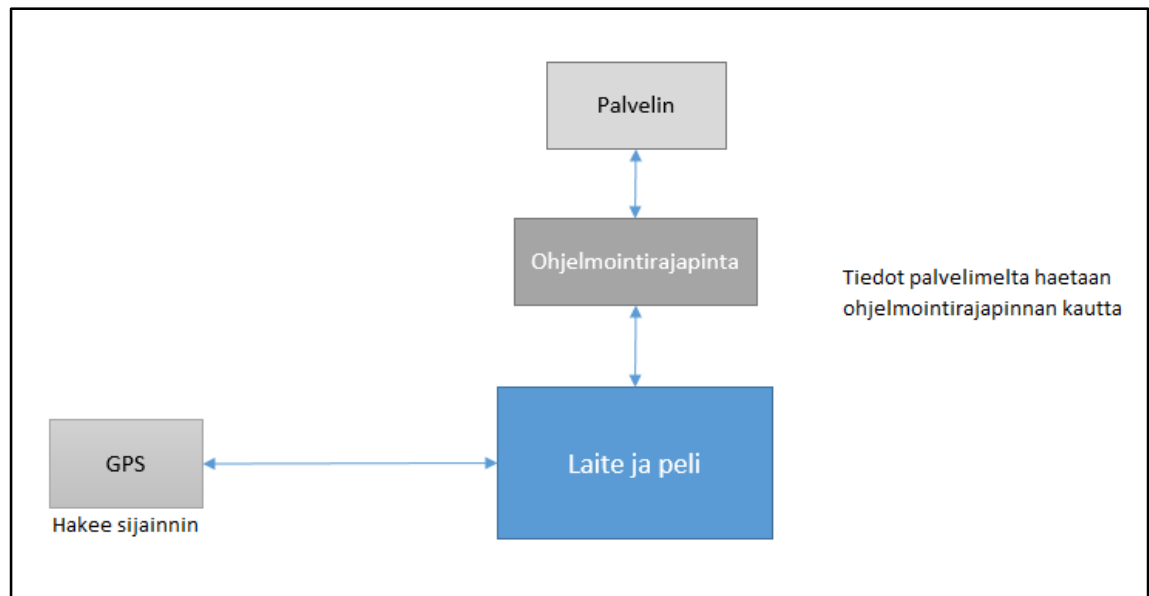 Palvelin
Ohjelmointirajapinta
Tiedot palvelimelta haetaan
ohjelmointirajapinnan kautta
Laite ja peli
GPS
Hakee sijainnin